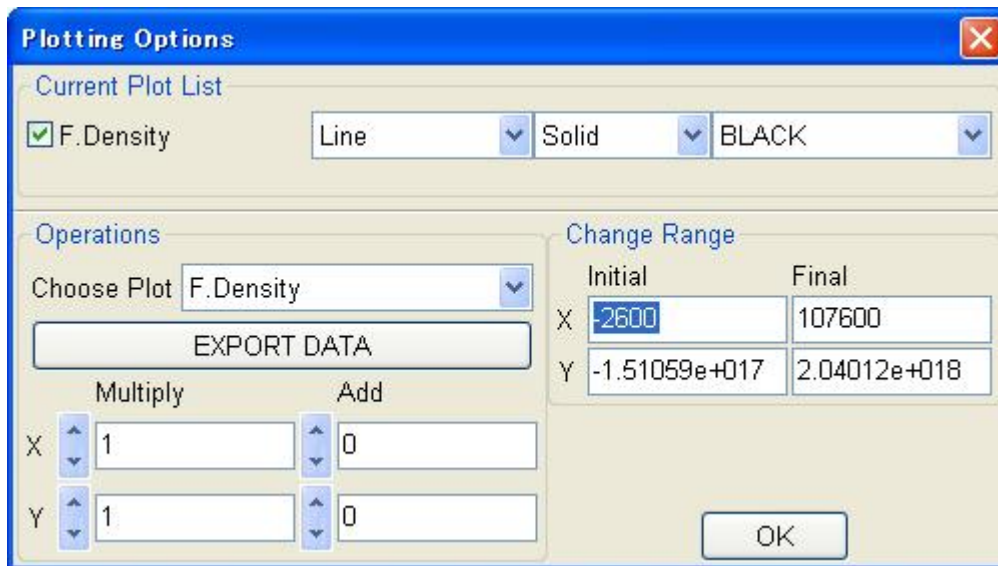 Plotting Options
Current Plot List
F.Density Line Solid BLACK
Operations
Choose Plot F.Density
EXPORT DATA
Multiply Add
X 1 0
Y 1 0
Change Range
Initial Final
X -2600 107600
Y -1.51059e+017 2.04012e+018
OK